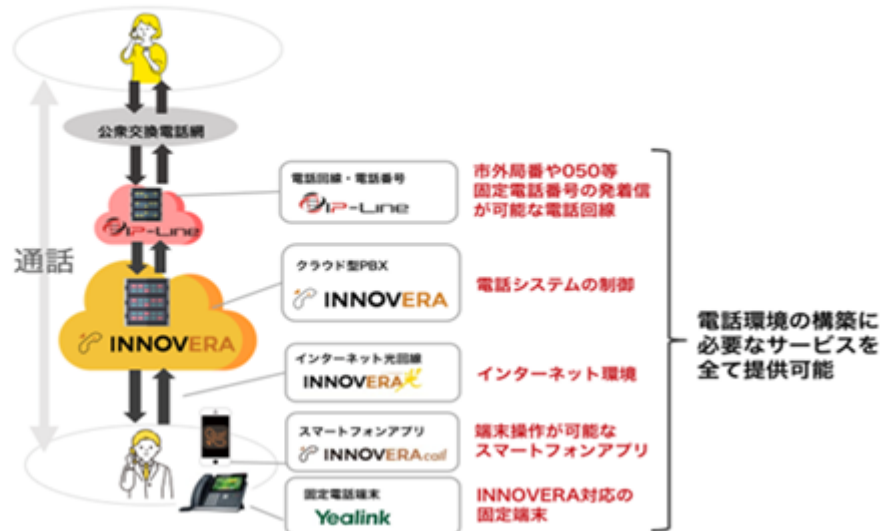 公衆交換電話網
IP-Line
通話
INNOVERA
電話回線・電話番号
IP-Line
市外局番や050等
固定電話番号の発着信
が可能な電話回線
クラウド型PBX
INNOVERA
電話システムの制御
インターネット光回線
INNOVERA光
インターネット環境
スマートフォンアプリ
INNOVERAcall
端末操作が可能な
スマートフォンアプリ
固定電話端末
Yealink
INNOVERA対応の
固定端末
電話環境の構築に
必要なサービスを
全て提供可能